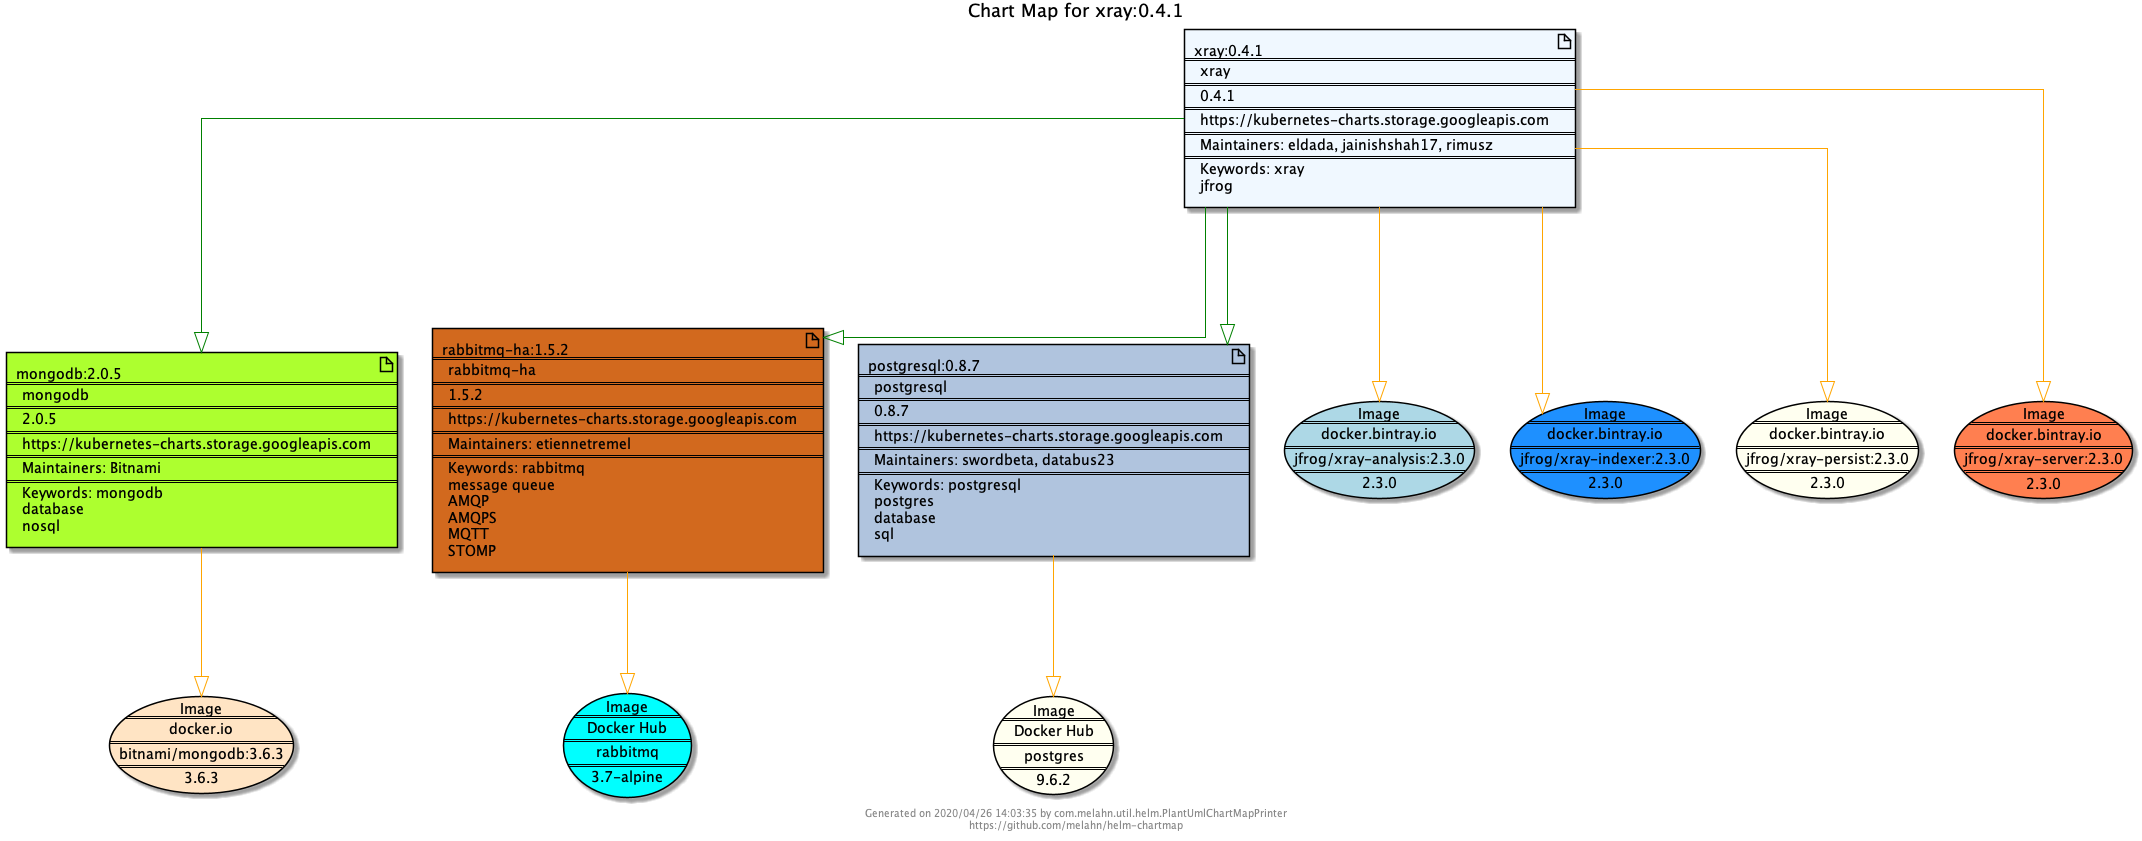 Chart Map for xray:0.4.1
xray:0.4.1
xray
0.4.1
https://kubernetes-charts.storage.googleapis.com
Maintainers: eldada, jainishshah17, rimusz
Keywords: xray
jfrog
mongodb:2.0.5
mongodb
2.0.5
https://kubernetes-charts.storage.googleapis.com
Maintainers: Bitnami
Keywords: mongodb
database
nosql
rabbitmq-ha:1.5.2
rabbitmq-ha
1.5.2
https://kubernetes-charts.storage.googleapis.com
Maintainers: etiennetremel
Keywords: rabbitmq
message queue
AMQP
AMQPS
MQTT
STOMP
postgresql:0.8.7
postgresql
0.8.7
https://kubernetes-charts.storage.googleapis.com
Maintainers: swordbeta, databus23
Keywords: postgresql
postgres
database
sql
Image
docker.bintray.io
jfrog/xray-analysis:2.3.0
2.3.0
Image
docker.bintray.io
jfrog/xray-indexer:2.3.0
2.3.0
Image
docker.bintray.io
jfrog/xray-persist:2.3.0
2.3.0
Image
docker.bintray.io
jfrog/xray-server:2.3.0
2.3.0
Image
docker.io
bitnami/mongodb:3.6.3
3.6.3
Image
Docker Hub
rabbitmq
3.7-alpine
Image
Docker Hub
postgres
9.6.2
Generated on 2020/04/26 14:03:35 by com.melahn.util.helm.PlantUmlChartMapPrinter
https://github.com/melahn/helm-chartmap